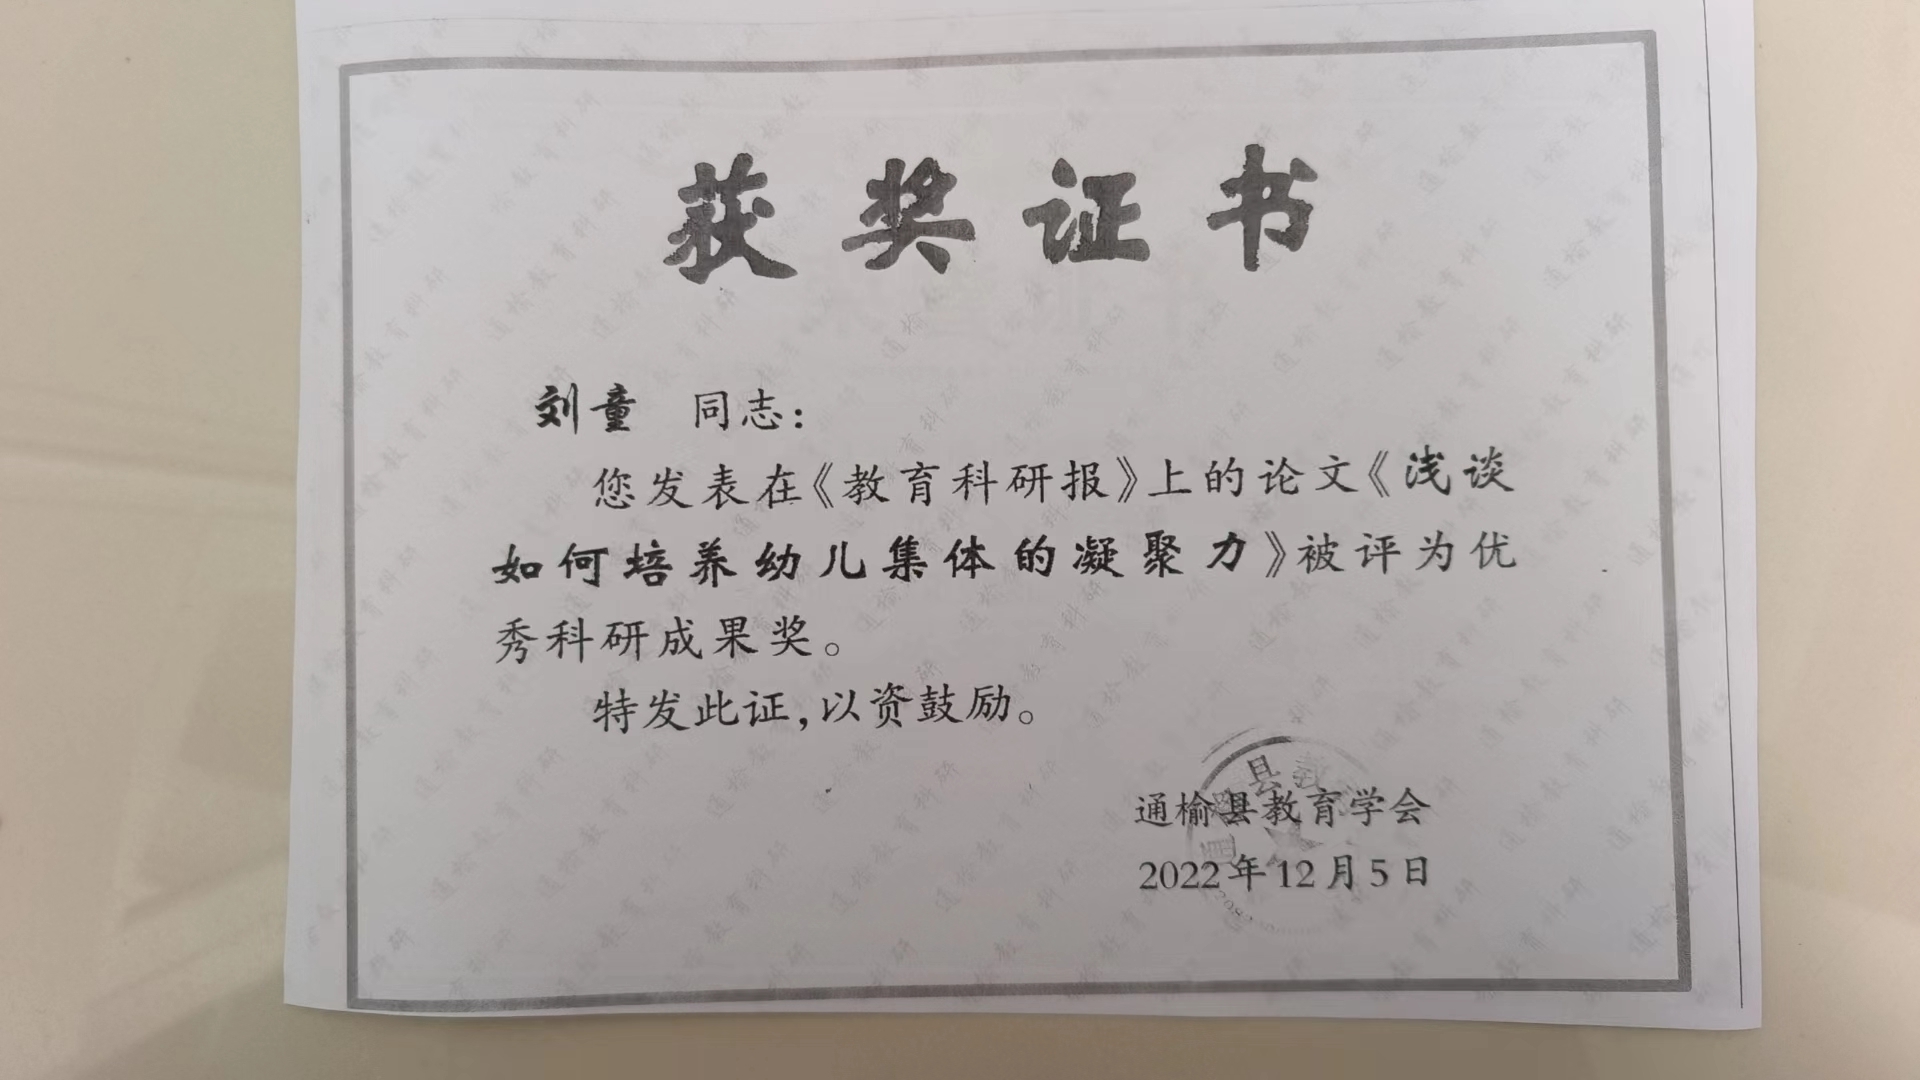 获奖证书
刘童 同志：
您发表在《教育科研报》上的论文《浅谈
如何培养幼儿集体的凝聚力》被评为优
秀科研成果奖。
特发此证，以资鼓励。
通榆县教育学会
2022年12月5日